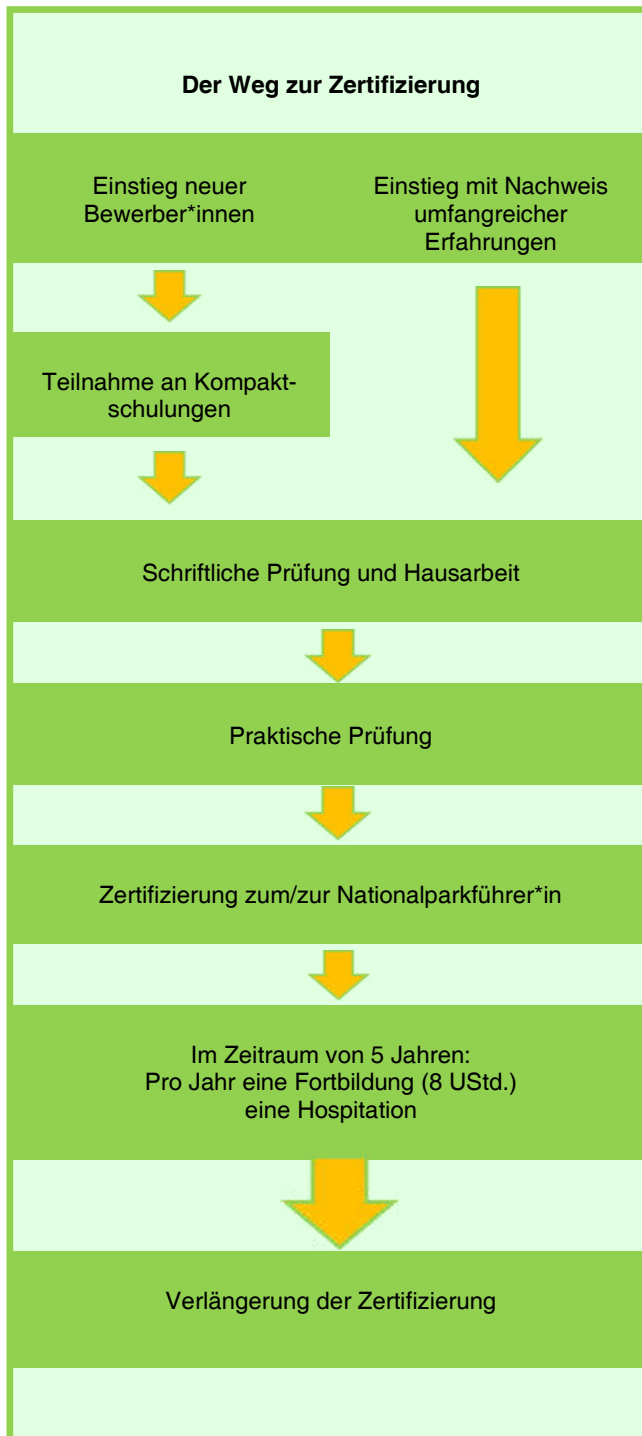 Der Weg zur Zertifizierung
Einstieg neuer
Bewerber*innen
Einstieg mit Nachweis
umfangreicher
Erfahrungen
Teilnahme an Kompakt-
schulungen
Schriftliche Prüfung und Hausarbeit
Praktische Prüfung
Zertifizierung zum/zur Nationalparkführer*in
Im Zeitraum von 5 Jahren:
Pro Jahr eine Fortbildung (8 UStd.)
eine Hospitation
Verlängerung der Zertifizierung